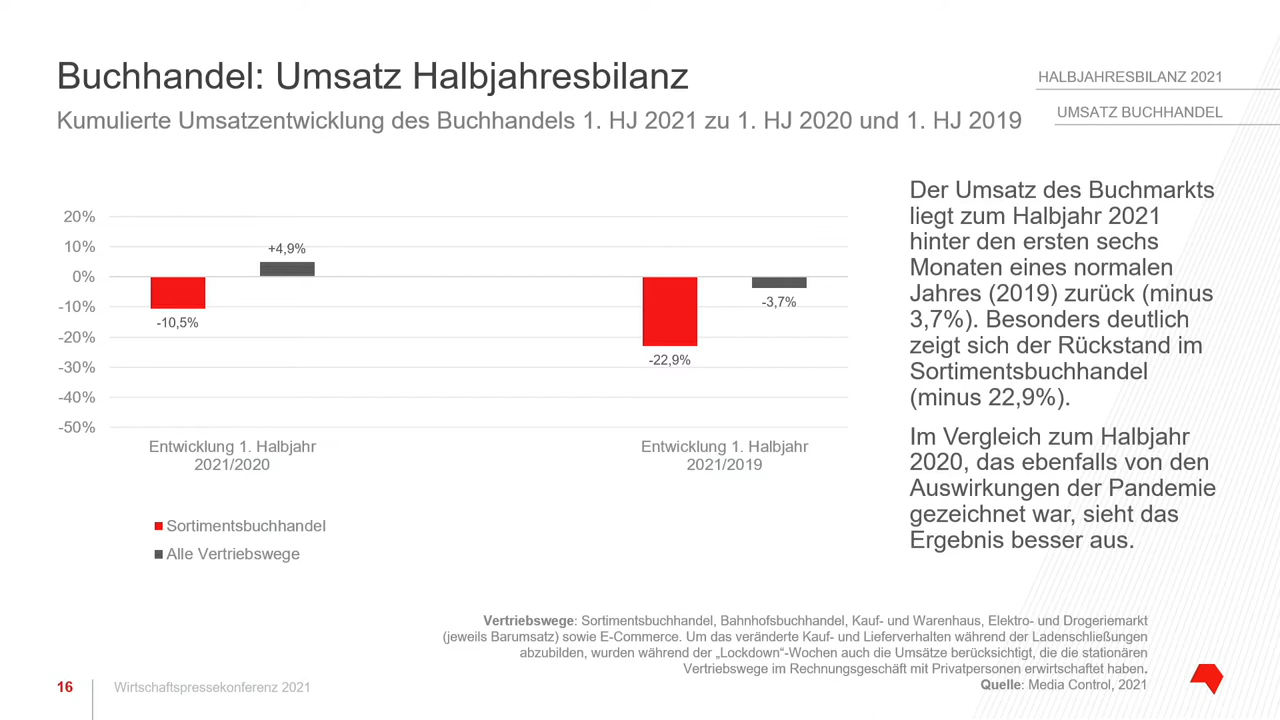 Buchhandel: Umsatz Halbjahresbilanz
Kumulierte Umsatzentwicklung des Buchhandels 1. HJ 2021 zu 1. HJ 2020 und 1. HJ 2019
HALBJAHRESBILANZ 2021
UMSATZ BUCHHANDEL
20%
10%
0%
-10%
-20%
-30%
-40%
-50%
+4,9%
-10,5%
-3,7%
-22,9%
Entwicklung 1. Halbjahr
2021/2020
Entwicklung 1. Halbjahr
2021/2019
Sortimentsbuchhandel
Alle Vertriebswege
Der Umsatz des Buchmarkts
liegt zum Halbjahr 2021
hinter den ersten sechs
Monaten eines normalen
Jahres (2019) zurück (minus
3,7%). Besonders deutlich
zeigt sich der Rückstand im
Sortimentsbuchhandel
(minus 22,9%).
Im Vergleich zum Halbjahr
2020, das ebenfalls von den
Auswirkungen der Pandemie
gezeichnet war, sieht das
Ergebnis besser aus.
Vertriebswege: Sortimentsbuchhandel, Bahnhofsbuchhandel, Kauf- und Warenhaus, Elektro- und Drogeriemarkt
(jeweils Barumsatz) sowie E-Commerce. Um das veränderte Kauf- und Lieferverhalten während der Ladenschließungen
abzubilden, wurden während der „Lockdown“-Wochen auch die Umsätze berücksichtigt, die die stationären
Vertriebswege im Rechnungsgeschäft mit Privatpersonen erwirtschaftet haben.
Quelle: Media Control, 2021
16
Wirtschaftspressekonferenz 2021